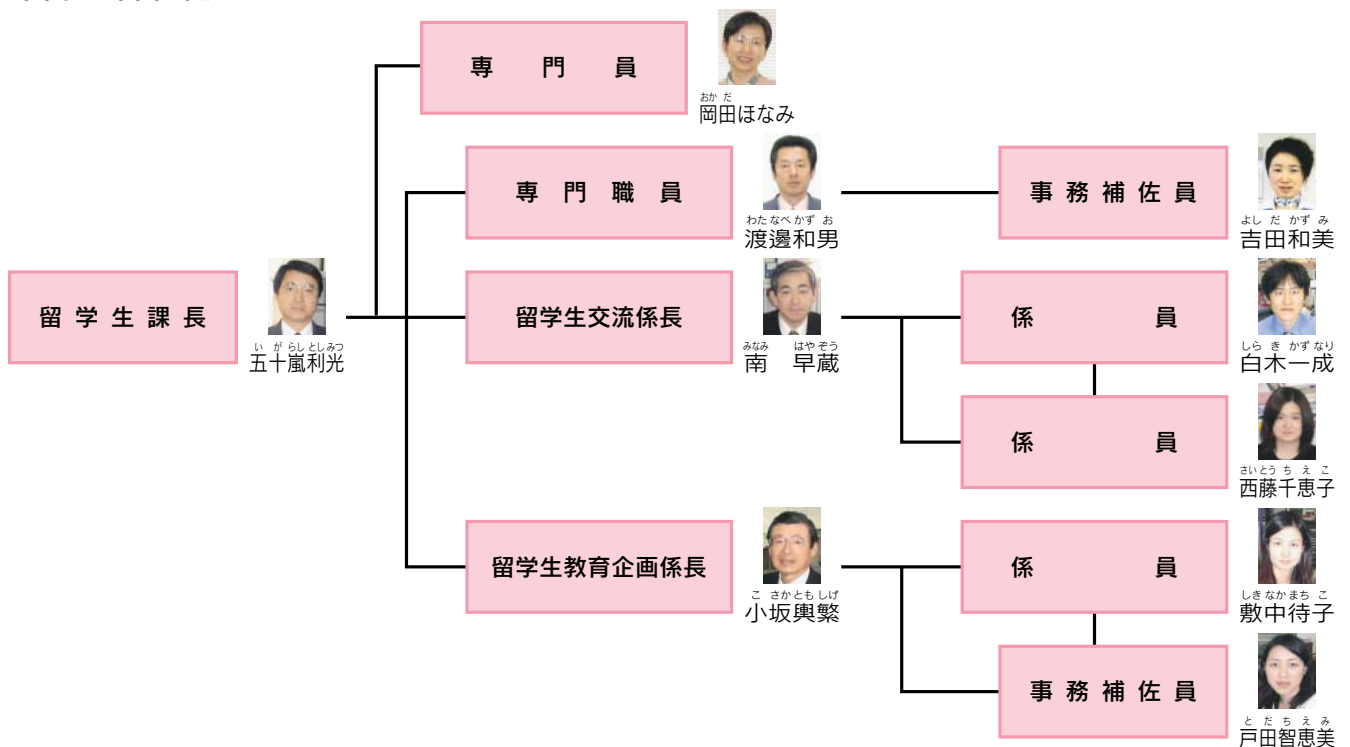 専門員
おかだ
岡田ほなみ
専門職員
わたなべかずお
渡邊和男
事務補佐員
よしだかずみ
吉田和美
留学生課長
いがらしとしみつ
五十嵐利光
留学生交流係長
みなみ　はやぞう
南　早蔵
係員
しらきかずなり
白木一成
係員
さいとうちえこ
西藤千恵子
留学生教育企画係長
こさかともしげ
小坂輿繁
係員
しきなかまちこ
敷中待子
事務補佐員
とだちえみ
戸田智恵美